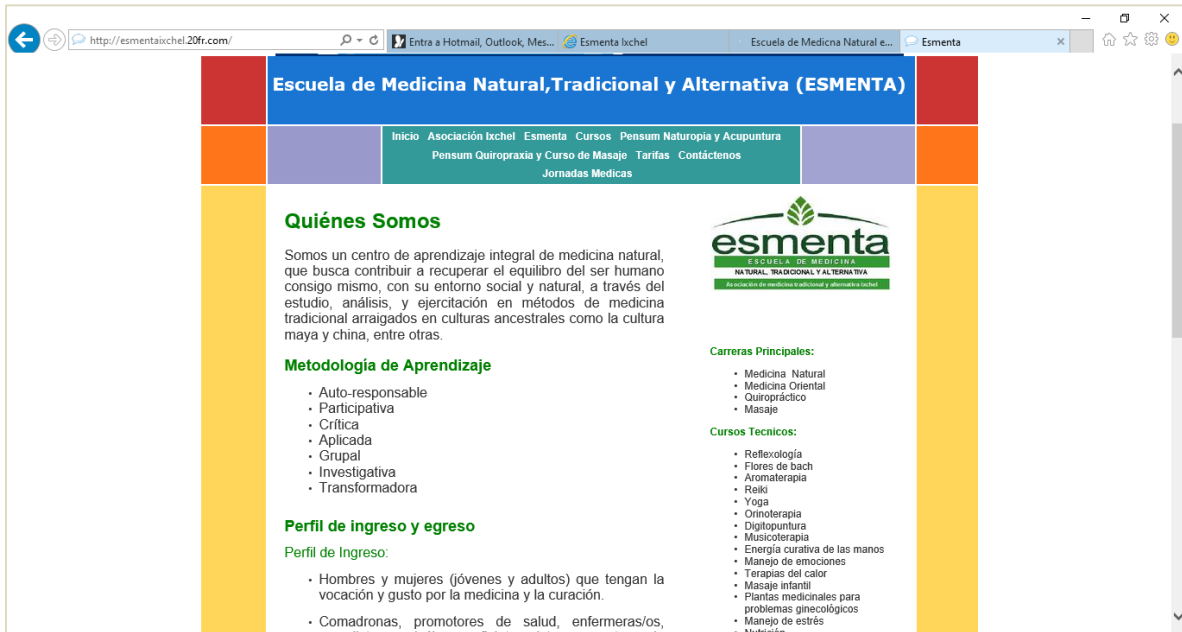 http://esmentaixchel.20fr.com/
Entra a Hotmail, Outlook, Mes...
Esmenta Ixchel
Escuela de Medicna Natural e...
Esmenta
Escuela de Medicina Natural,Tradicional y Alternativa (ESMENTA)
Inicio Asociación Ixchel Esmenta Cursos Pensum Naturopia y Acupuntura
Pensum Quiropraxia y Curso de Masaje Tarifas Contáctenos
Jornadas Medicas
Quiénes Somos
Somos un centro de aprendizaje integral de medicina natural,
que busca contribuir a recuperar el equilibro del ser humano
consigo mismo, con su entorno social y natural, a través del
estudio, análisis, y ejercitación en métodos de medicina
tradicional arraigados en culturas ancestrales como la cultura
maya y china, entre otras.
Metodología de Aprendizaje
• Auto-responsable
• Participativa
• Crítica
• Aplicada
• Grupal
• Investigativa
• Transformadora
Perfil de ingreso y egreso
Perfil de Ingreso:
• Hombres y mujeres (jóvenes y adultos) que tengan la
vocación y gusto por la medicina y la curación.
• Comadronas, promotores de salud, enfermeras/os,
esmenta
ESCUELA DE MEDICINA
NATURAL, TRADICIONAL Y ALTERNATIVA
Asociación de medicina tradicional y alternativa Ixchel
Carreras Principales:
• Medicina Natural
• Medicina Oriental
• Quiropráctico
• Masaje
Cursos Tecnicos:
• Reflexología
• Flores de bach
• Aromaterapia
• Reiki
• Yoga
• Orinoterapia
• Digitopuntura
• Musicoterapia
• Energía curativa de las manos
• Manejo de emociones
• Terapias del calor
• Masaje infantil
• Plantas medicinales para
problemas ginecológicos
• Manejo de estrés
• Nutrición